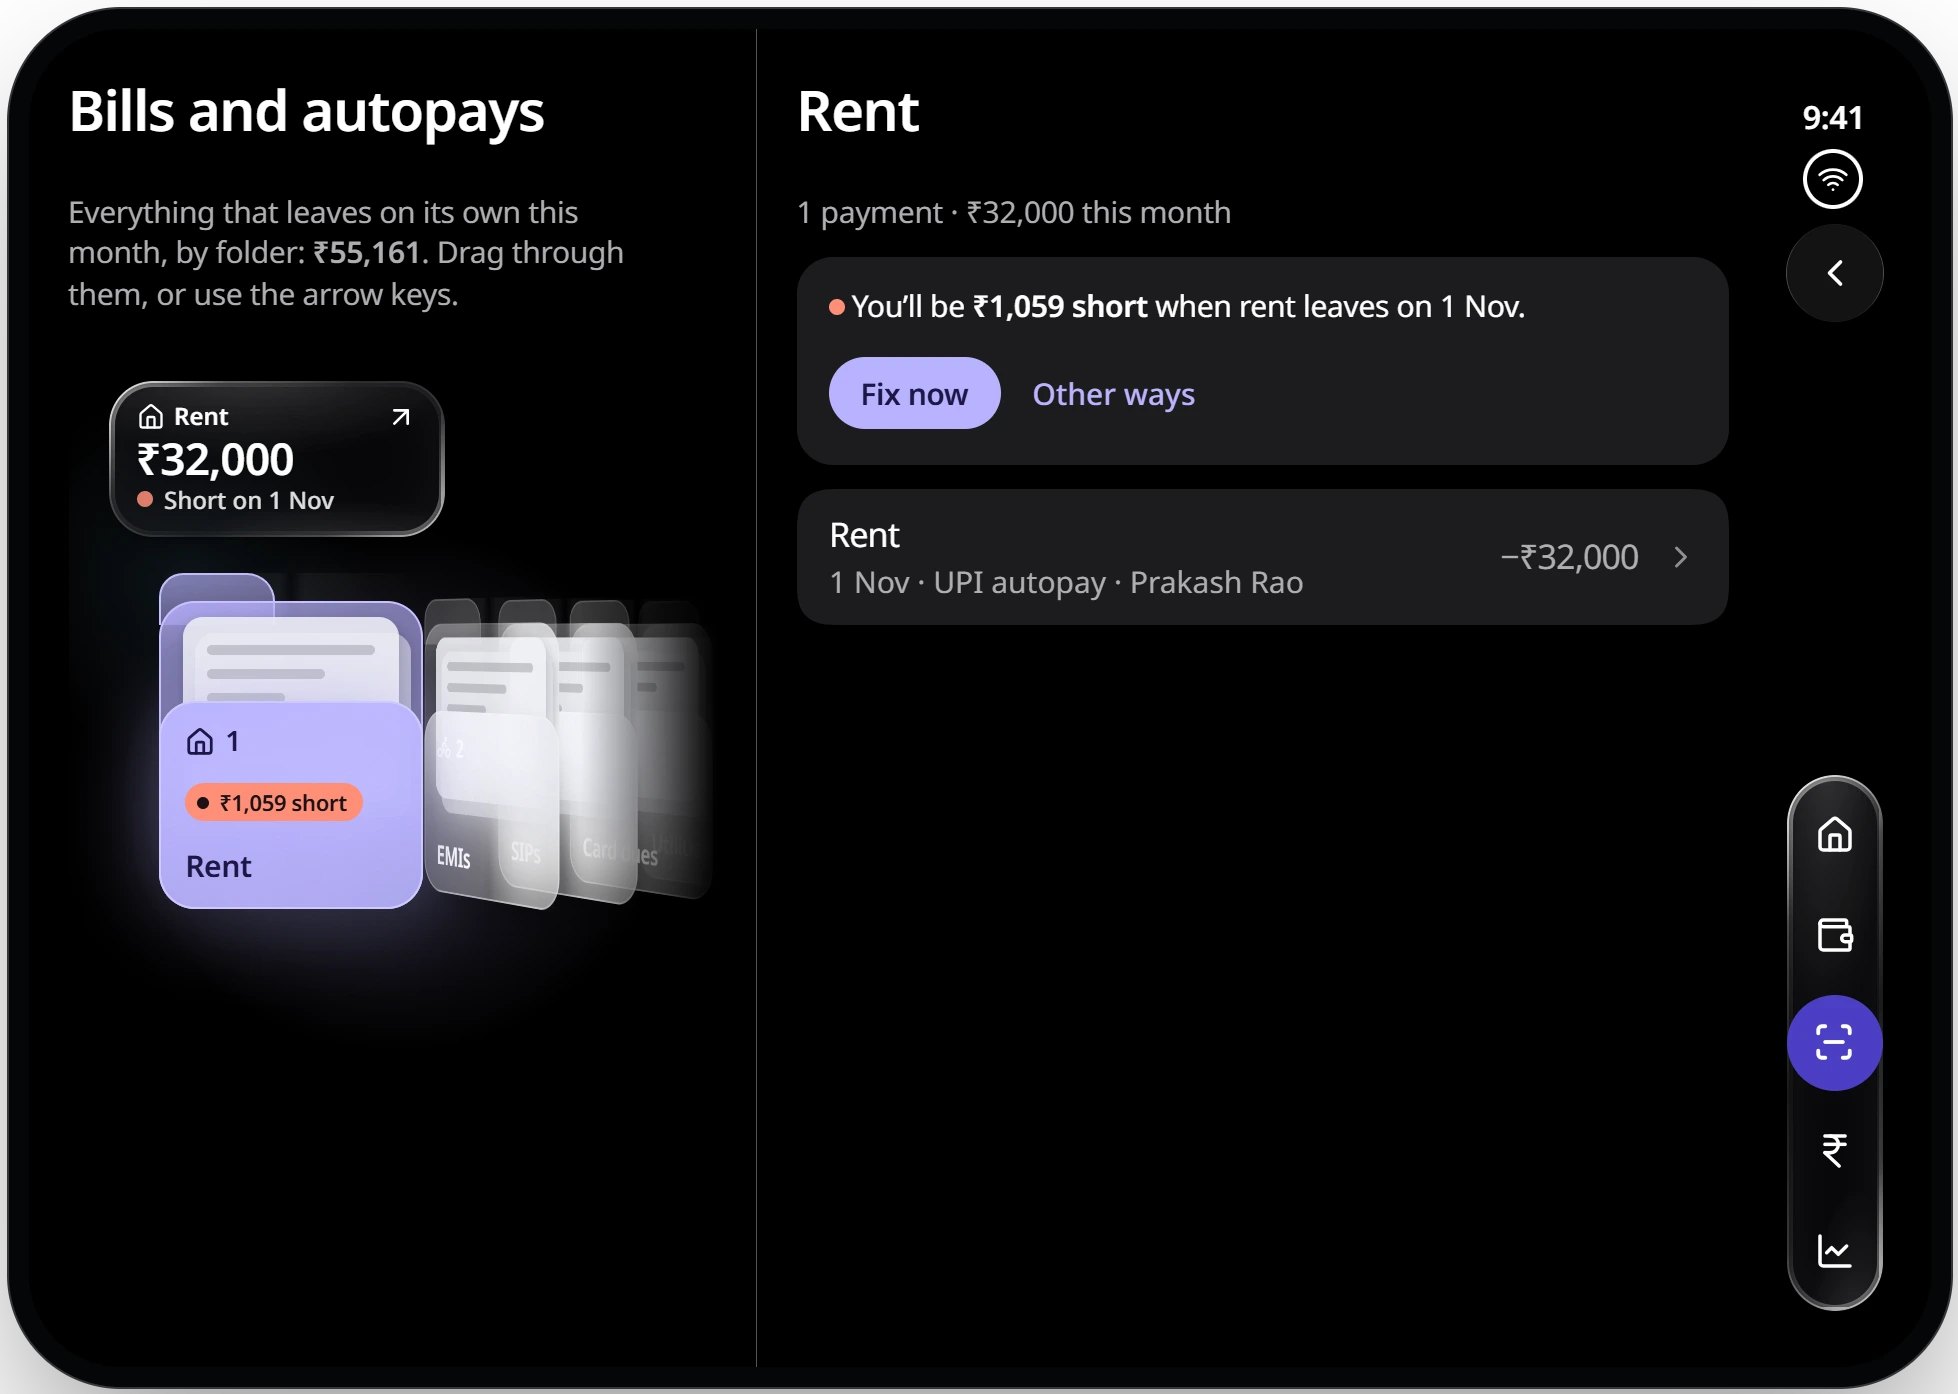 Bills and autopays
Everything that leaves on its own this
month, by folder: ₹55,161. Drag through
them, or use the arrow keys.
Rent
₹32,000
Short on 1 Nov
1
₹1,059 short
Rent
2
EMIs
SIPs
Card dues
Rent
1 payment · ₹32,000 this month
You’ll be ₹1,059 short when rent leaves on 1 Nov.
Fix now
Other ways
Rent
1 Nov · UPI autopay · Prakash Rao
−₹32,000
9:41